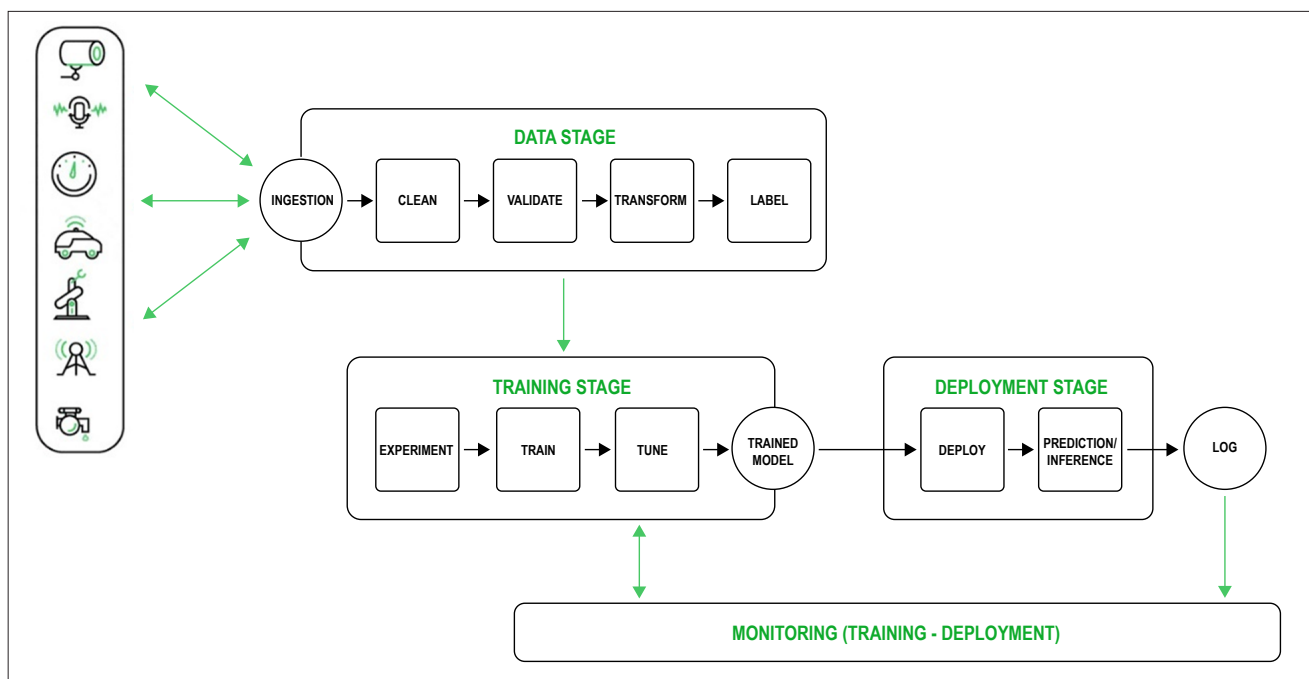 DATA STAGE
INGESTION
CLEAN
VALIDATE
TRANSFORM
LABEL
TRAINING STAGE
EXPERIMENT
TRAIN
TUNE
TRAINED
MODEL
DEPLOYMENT STAGE
DEPLOY
PREDICTION/
INFERENCE
LOG
MONITORING (TRAINING - DEPLOYMENT)